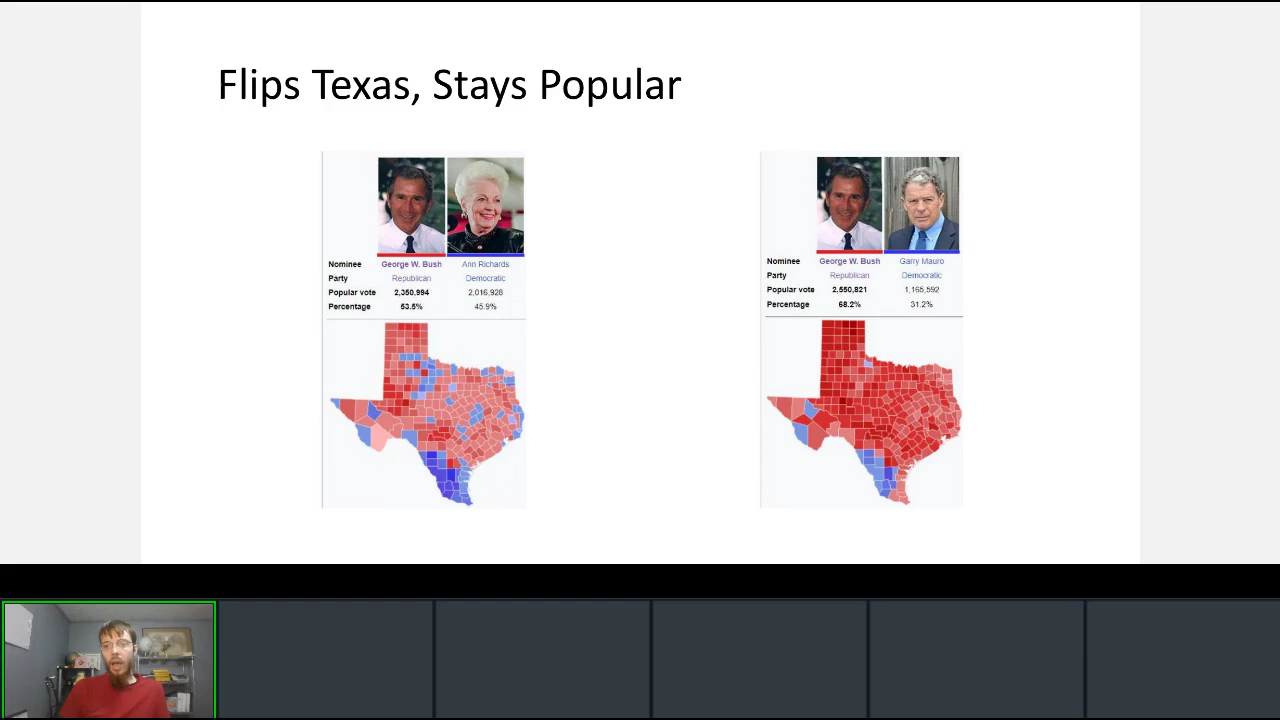 Flips Texas, Stays Popular
Nominee George W. Bush Ann Richards
Party Republican Democratic
Popular vote 2,350,994 2,016,928
Percentage 53.5% 45.9%
Nominee George W. Bush Garry Mauro
Party Republican Democratic
Popular vote 2,550,821 1,165,592
Percentage 68.2% 31.2%